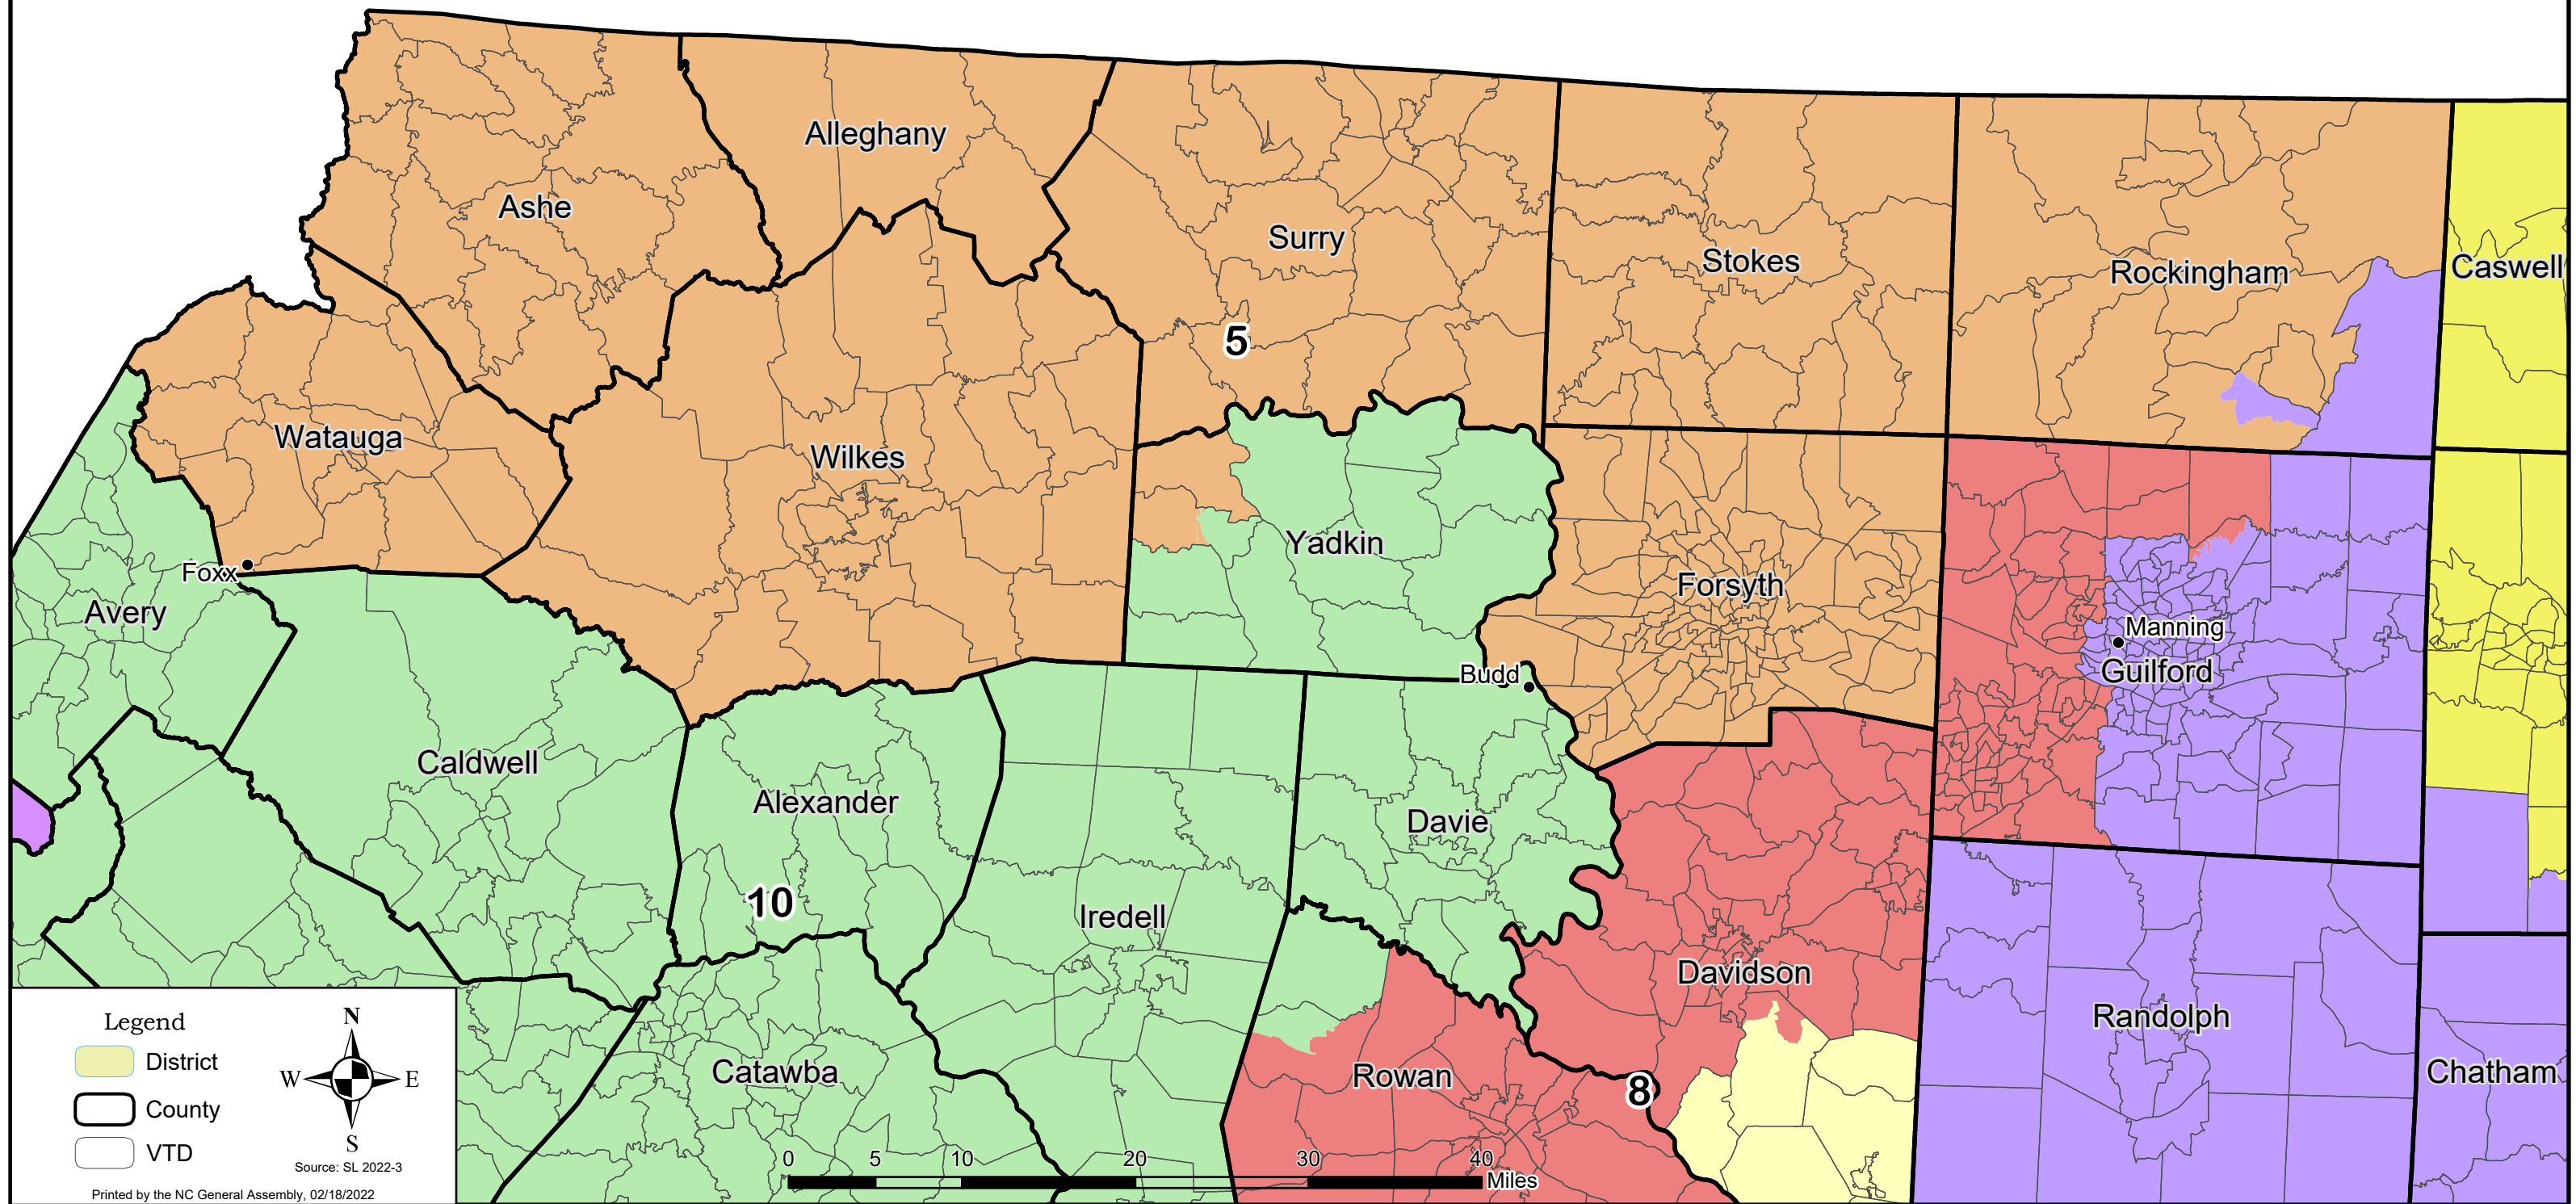 Alleghany
Ashe
Surry
Stokes
Rockingham
Caswell
5
Watauga
Wilkes
Yadkin
Foxx
Forsyth
Avery
Manning
Guilford
Budd
Caldwell
Alexander
Davie
10
Iredell
Davidson
Randolph
Catawba
Rowan
8
Chatham
Legend
District
County
VTD
N
W
E
S
Source: SL 2022-3
Printed by the NC General Assembly, 02/18/2022
0 5 10 20 30 40
Miles